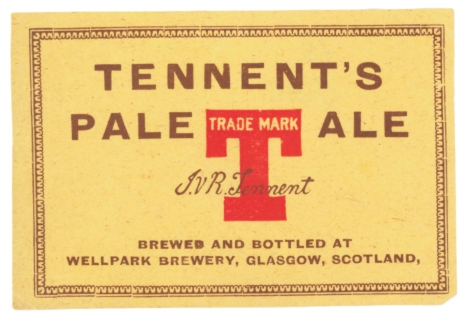 TENNENT'S
PALE T ALE
TRADE MARK
J.V.R. Tennent
BREWED AND BOTTLED AT
WELLPARK BREWERY, GLASGOW, SCOTLAND,